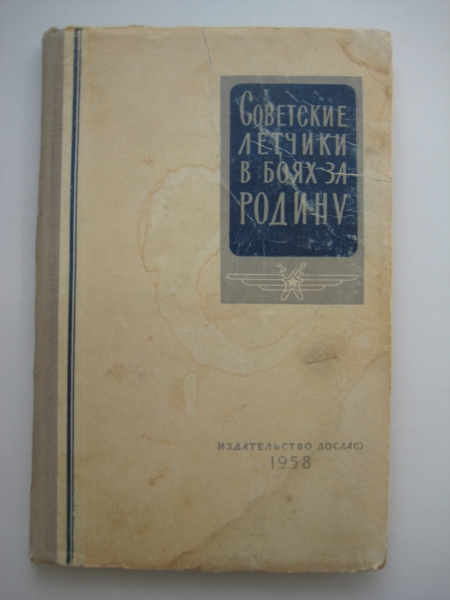 Советские
летчики
в боях за
Родину
ИЗДАТЕЛЬСТВО ДОСААФ
1958